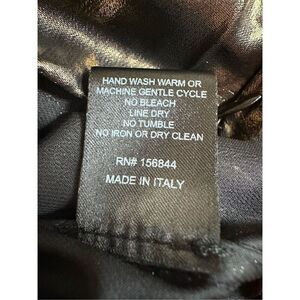 HAND WASH WARM OR
MACHINE GENTLE CYCLE
NO BLEACH
LINE DRY
NO TUMBLE
NO IRON OR DRY CLEAN
RN# 156844
MADE IN ITALY